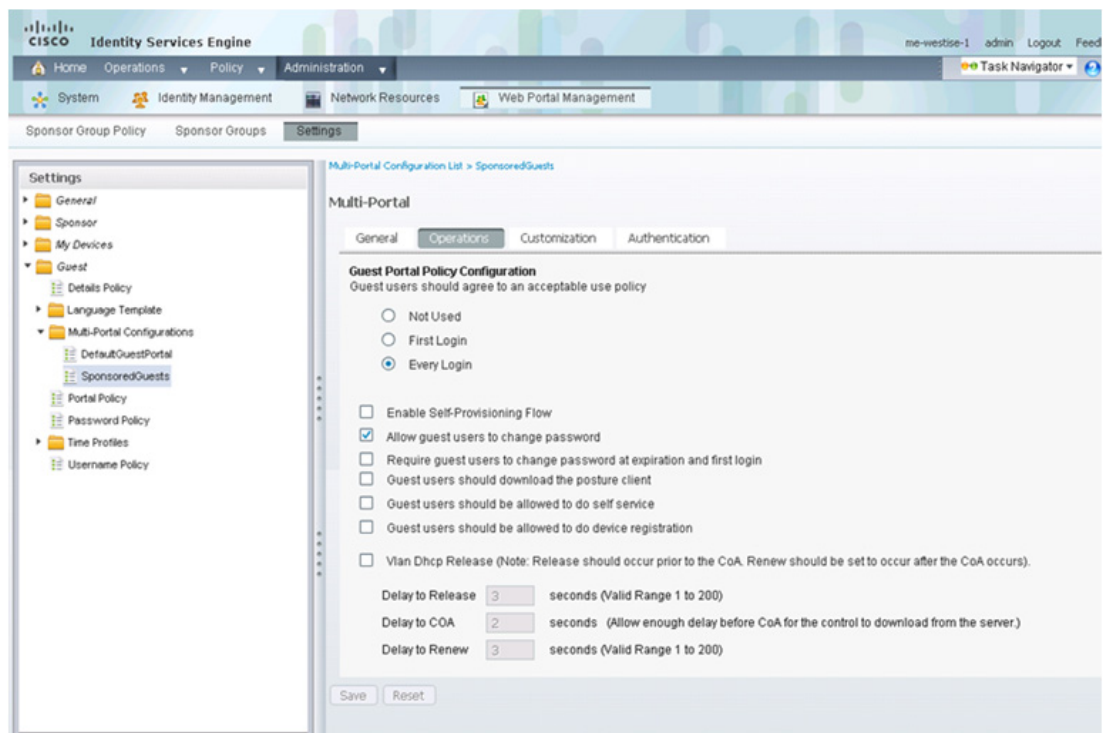 CISCO Identity Services Engine
me-westise-1 admin Logout Feed
Home Operations Policy Administration
Task Navigator
System Identity Management Network Resources Web Portal Management
Sponsor Group Policy Sponsor Groups Settings
Settings
General
Sponsor
My Devices
Guest
Details Policy
Language Template
Multi-Portal Configurations
DefaultGuestPortal
SponsoredGuests
Portal Policy
Password Policy
Time Profiles
Username Policy
Multi-Portal Configuration List > SponsoredGuests
Multi-Portal
General Operations Customization Authentication
Guest Portal Policy Configuration
Guest users should agree to an acceptable use policy
Not Used
First Login
Every Login
Enable Self-Provisioning Flow
Allow guest users to change password
Require guest users to change password at expiration and first login
Guest users should download the posture client
Guest users should be allowed to do self service
Guest users should be allowed to do device registration
Vlan Dhcp Release (Note: Release should occur prior to the CoA. Renew should be set to occur after the CoA occurs).
Delay to Release 3 seconds (Valid Range 1 to 200)
Delay to COA 2 seconds (Allow enough delay before CoA for the control to download from the server.)
Delay to Renew 3 seconds (Valid Range 1 to 200)
Save Reset